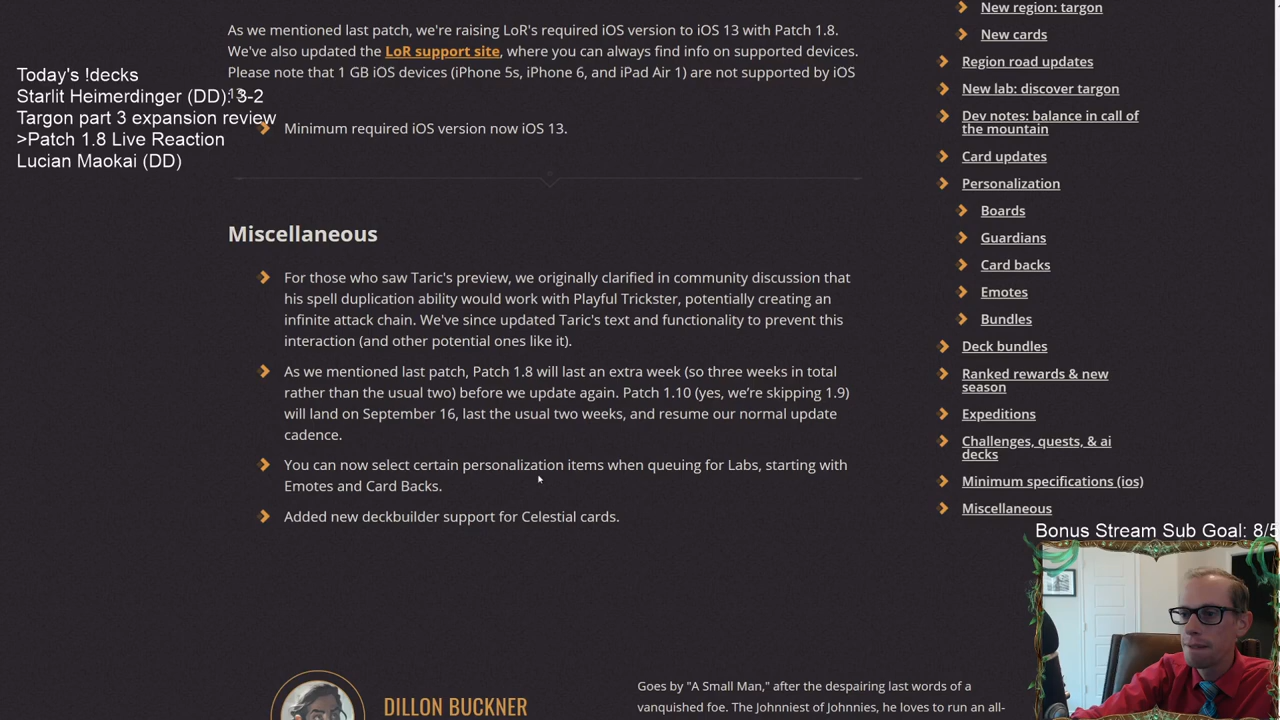 As we mentioned last patch, we're raising LoR's required iOS version to iOS 13 with Patch 1.8.
We've also updated the LoR support site, where you can always find info on supported devices.
Please note that 1 GB iOS devices (iPhone 5s, iPhone 6, and iPad Air 1) are not supported by iOS
13.
Minimum required iOS version now iOS 13.
Today's !decks
Starlit Heimerdinger (DD): 3-2
Targon part 3 expansion review
>Patch 1.8 Live Reaction
Lucian Maokai (DD)
Miscellaneous
For those who saw Taric's preview, we originally clarified in community discussion that
his spell duplication ability would work with Playful Trickster, potentially creating an
infinite attack chain. We've since updated Taric's text and functionality to prevent this
interaction (and other potential ones like it).
As we mentioned last patch, Patch 1.8 will last an extra week (so three weeks in total
rather than the usual two) before we update again. Patch 1.10 (yes, we're skipping 1.9)
will land on September 16, last the usual two weeks, and resume our normal update
cadence.
You can now select certain personalization items when queuing for Labs, starting with
Emotes and Card Backs.
Added new deckbuilder support for Celestial cards.
New region: targon
New cards
Region road updates
New lab: discover targon
Dev notes: balance in call of
the mountain
Card updates
Personalization
Boards
Guardians
Card backs
Emotes
Bundles
Deck bundles
Ranked rewards & new
season
Expeditions
Challenges, quests, & ai
decks
Minimum specifications (ios)
Miscellaneous
Bonus Stream Sub Goal: 8/5
DILLON BUCKNER
Goes by "A Small Man," after the despairing last words of a
vanquished foe. The Johnniest of Johnnies, he loves to run an all-